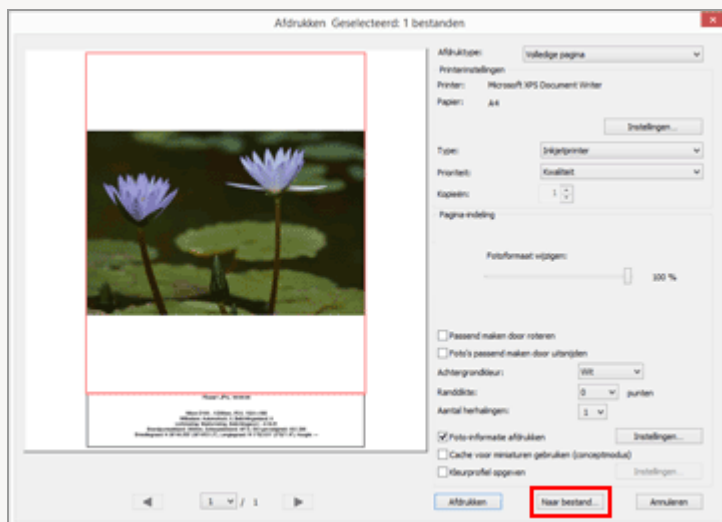 Afdrukken Geselecteerd: 1 bestanden
Afdruktype: Volledige pagina
Printerinstellingen
Printer: Microsoft XPS Document Writer
Papier: A4
Instellingen...
Type: Inkjetprinter
Prioriteit: Kwaliteit
Kopieën: 1
Pagina-indeling
Fotoformaat wijzigen:
100 %
Passend maken door roteren
Foto's passend maken door uitsnijden
Achtergrondkleur: Wit
Randdikte: 0 punten
Aantal herhalingen: 1
Foto-informatie afdrukken Instellingen...
Cache voor miniaturen gebruiken (conceptmodus)
Kleurprofiel opgeven Instellingen...
1 / 1
Afdrukken Naar bestand... Annuleren